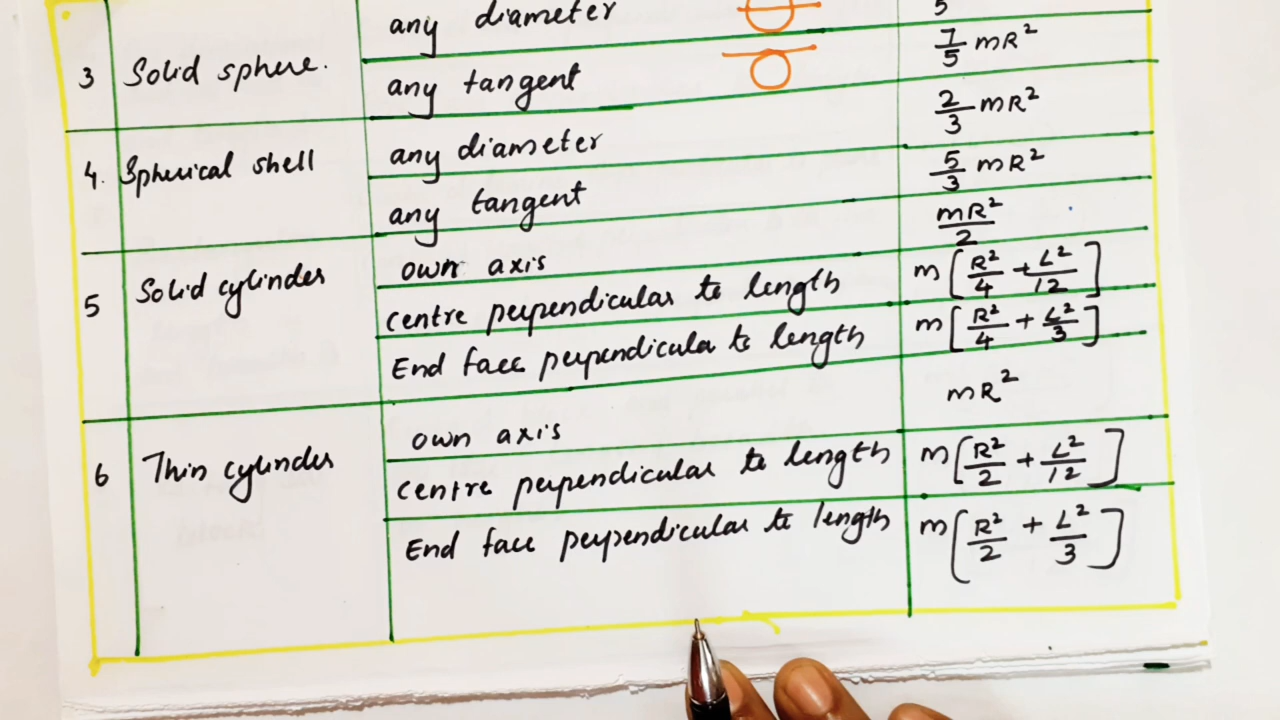 any diameter 5
3 Solid sphere. any tangent 7/5 mR²
4. Spherical shell any diameter 2/3 mR²
any tangent 5/3 mR²
5 Solid cylinder own axis mR²/2
centre perpendicular to length m[R²/4 + L²/12]
End face perpendicular to length m[R²/4 + L²/3]
6 Thin cylinder own axis mR²
centre perpendicular to length m[R²/2 + L²/12]
End face perpendicular to length m[R²/2 + L²/3]